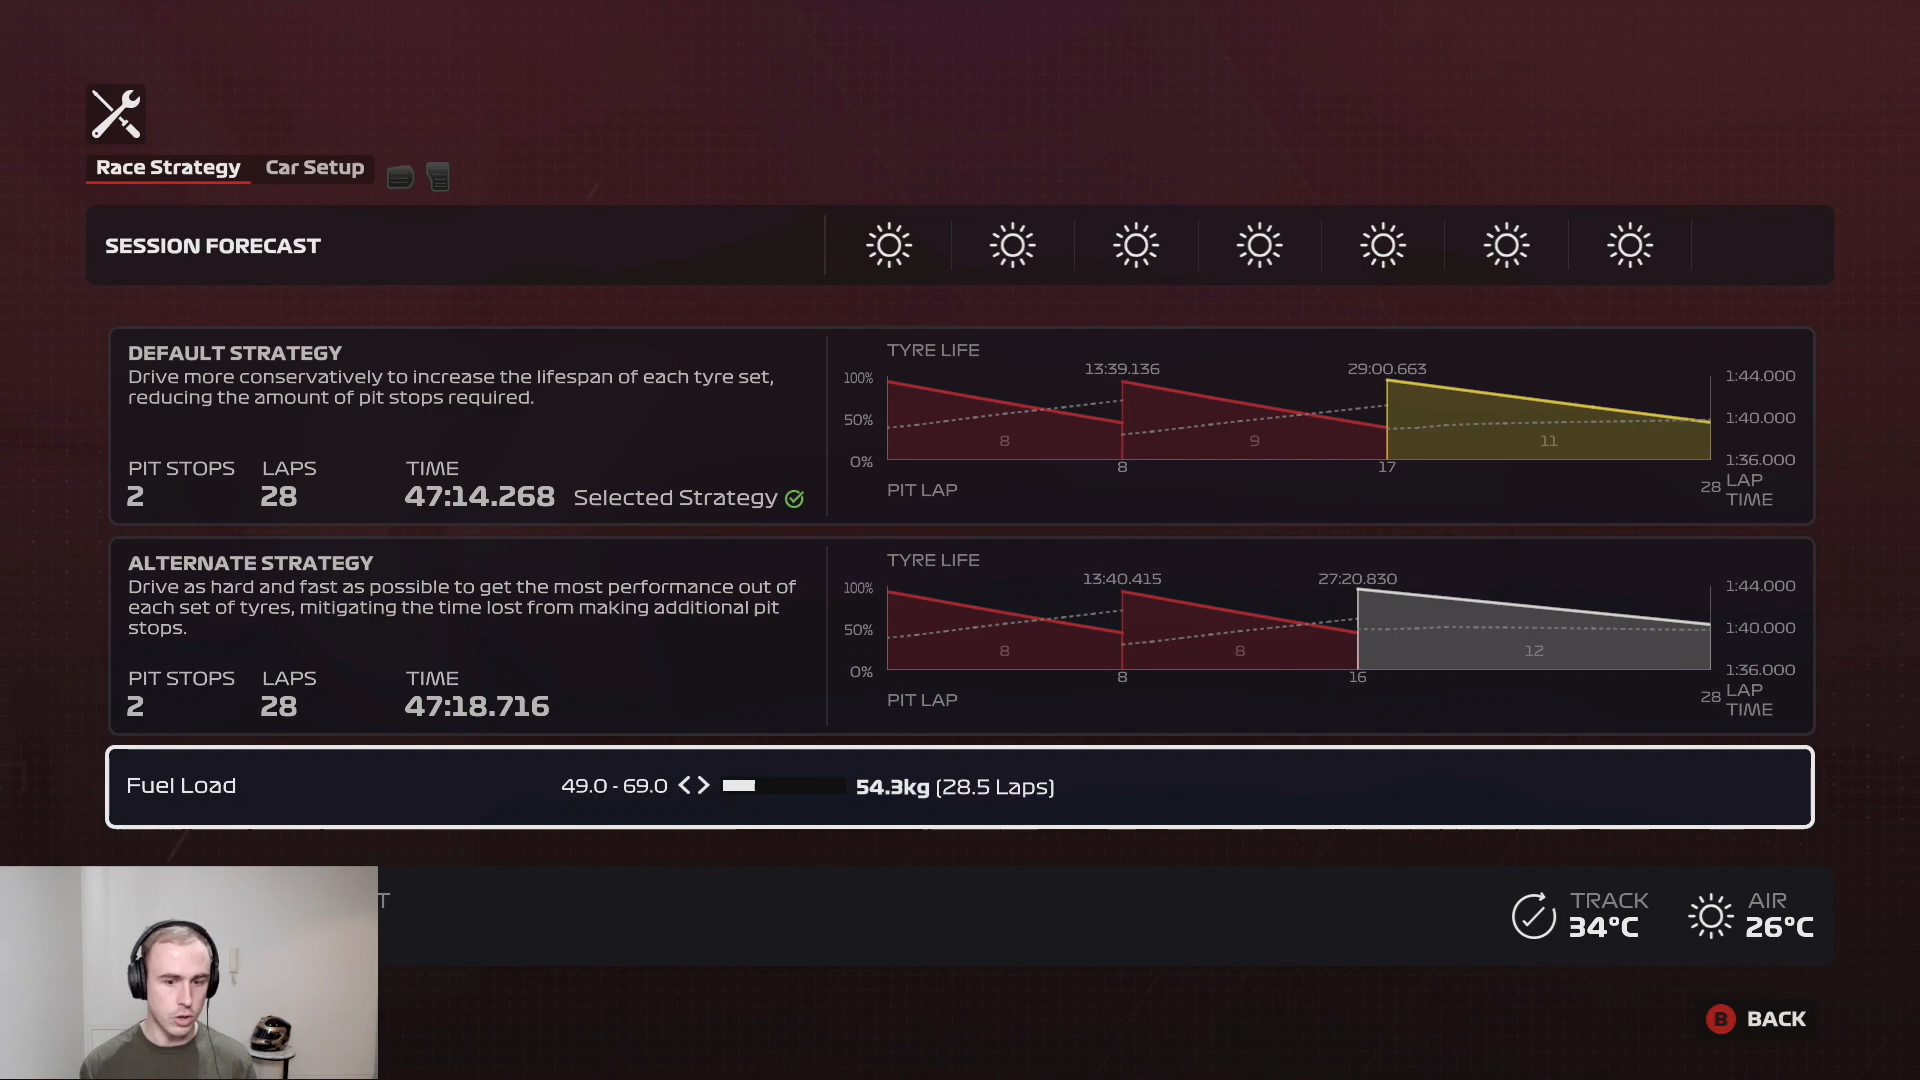 Race Strategy Car Setup
SESSION FORECAST
DEFAULT STRATEGY
Drive more conservatively to increase the lifespan of each tyre set,
reducing the amount of pit stops required.
PIT STOPS LAPS TIME
2 28 47:14.268 Selected Strategy
TYRE LIFE
13:39.136 29:00.663
100% 1:44.000
50% 1:40.000
8 9 11
0% 1:36.000
8 17
PIT LAP 28 LAP
TIME
ALTERNATE STRATEGY
Drive as hard and fast as possible to get the most performance out of
each set of tyres, mitigating the time lost from making additional pit
stops.
PIT STOPS LAPS TIME
2 28 47:18.716
TYRE LIFE
13:40.415 27:20.830
100% 1:44.000
50% 1:40.000
8 8 12
0% 1:36.000
8 16
PIT LAP 28 LAP
TIME
Fuel Load 49.0 - 69.0 54.3kg (28.5 Laps)
T
TRACK AIR
34°C 26°C
B BACK